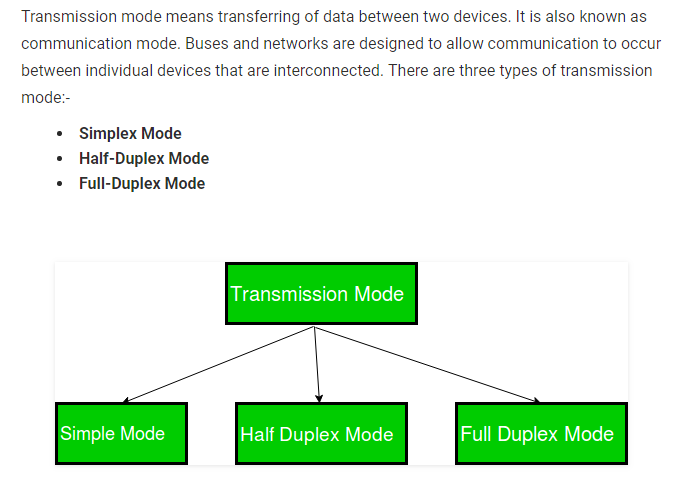 Transmission mode means transferring of data between two devices. It is also known as
communication mode. Buses and networks are designed to allow communication to occur
between individual devices that are interconnected. There are three types of transmission
mode:-
• Simplex Mode
• Half-Duplex Mode
• Full-Duplex Mode
Transmission Mode
Simple Mode
Half Duplex Mode
Full Duplex Mode